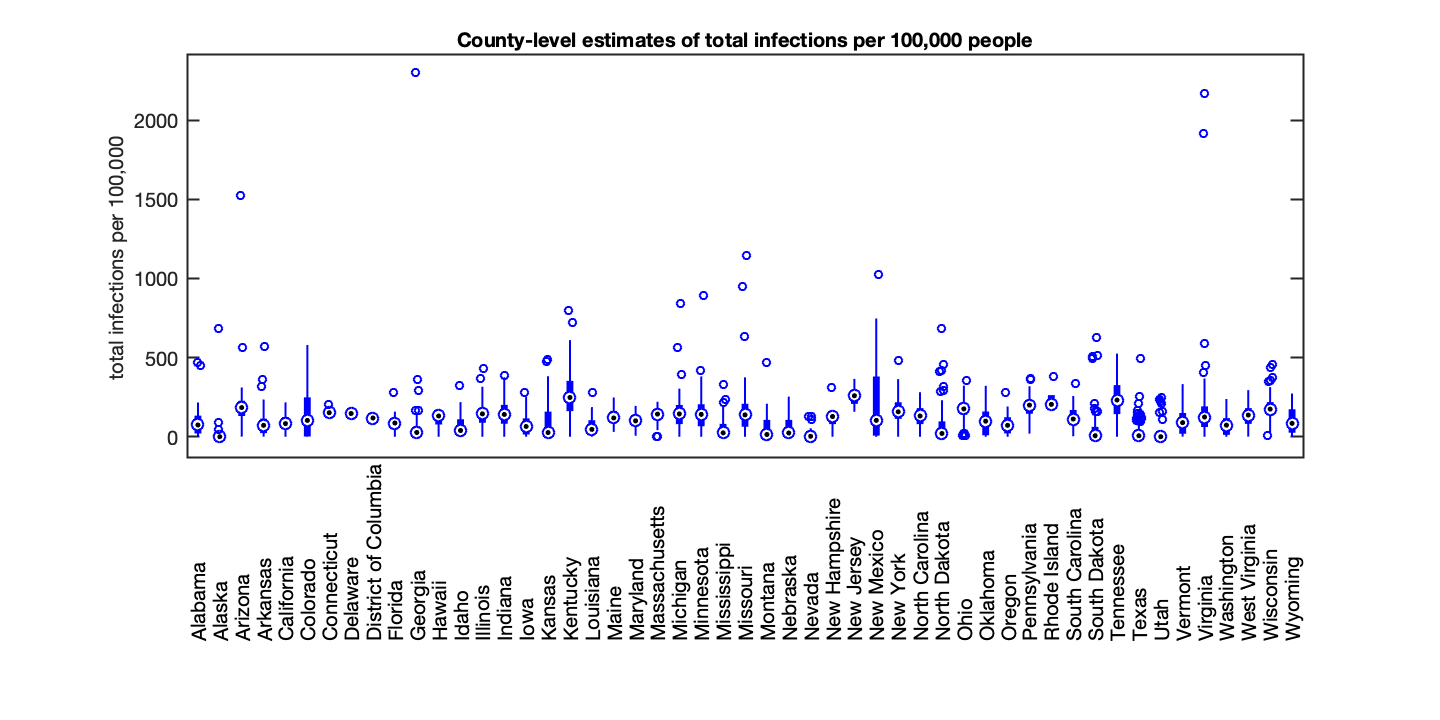 County-level estimates of total infections per 100,000 people
total infections per 100,000
2000
1500
1000
500
0
Alabama
Alaska
Arizona
Arkansas
California
Colorado
Connecticut
Delaware
District of Columbia
Florida
Georgia
Hawaii
Idaho
Illinois
Indiana
Iowa
Kansas
Kentucky
Louisiana
Maine
Maryland
Massachusetts
Michigan
Minnesota
Mississippi
Missouri
Montana
Nebraska
Nevada
New Hampshire
New Jersey
New Mexico
New York
North Carolina
North Dakota
Ohio
Oklahoma
Oregon
Pennsylvania
Rhode Island
South Carolina
South Dakota
Tennessee
Texas
Utah
Vermont
Virginia
Washington
West Virginia
Wisconsin
Wyoming